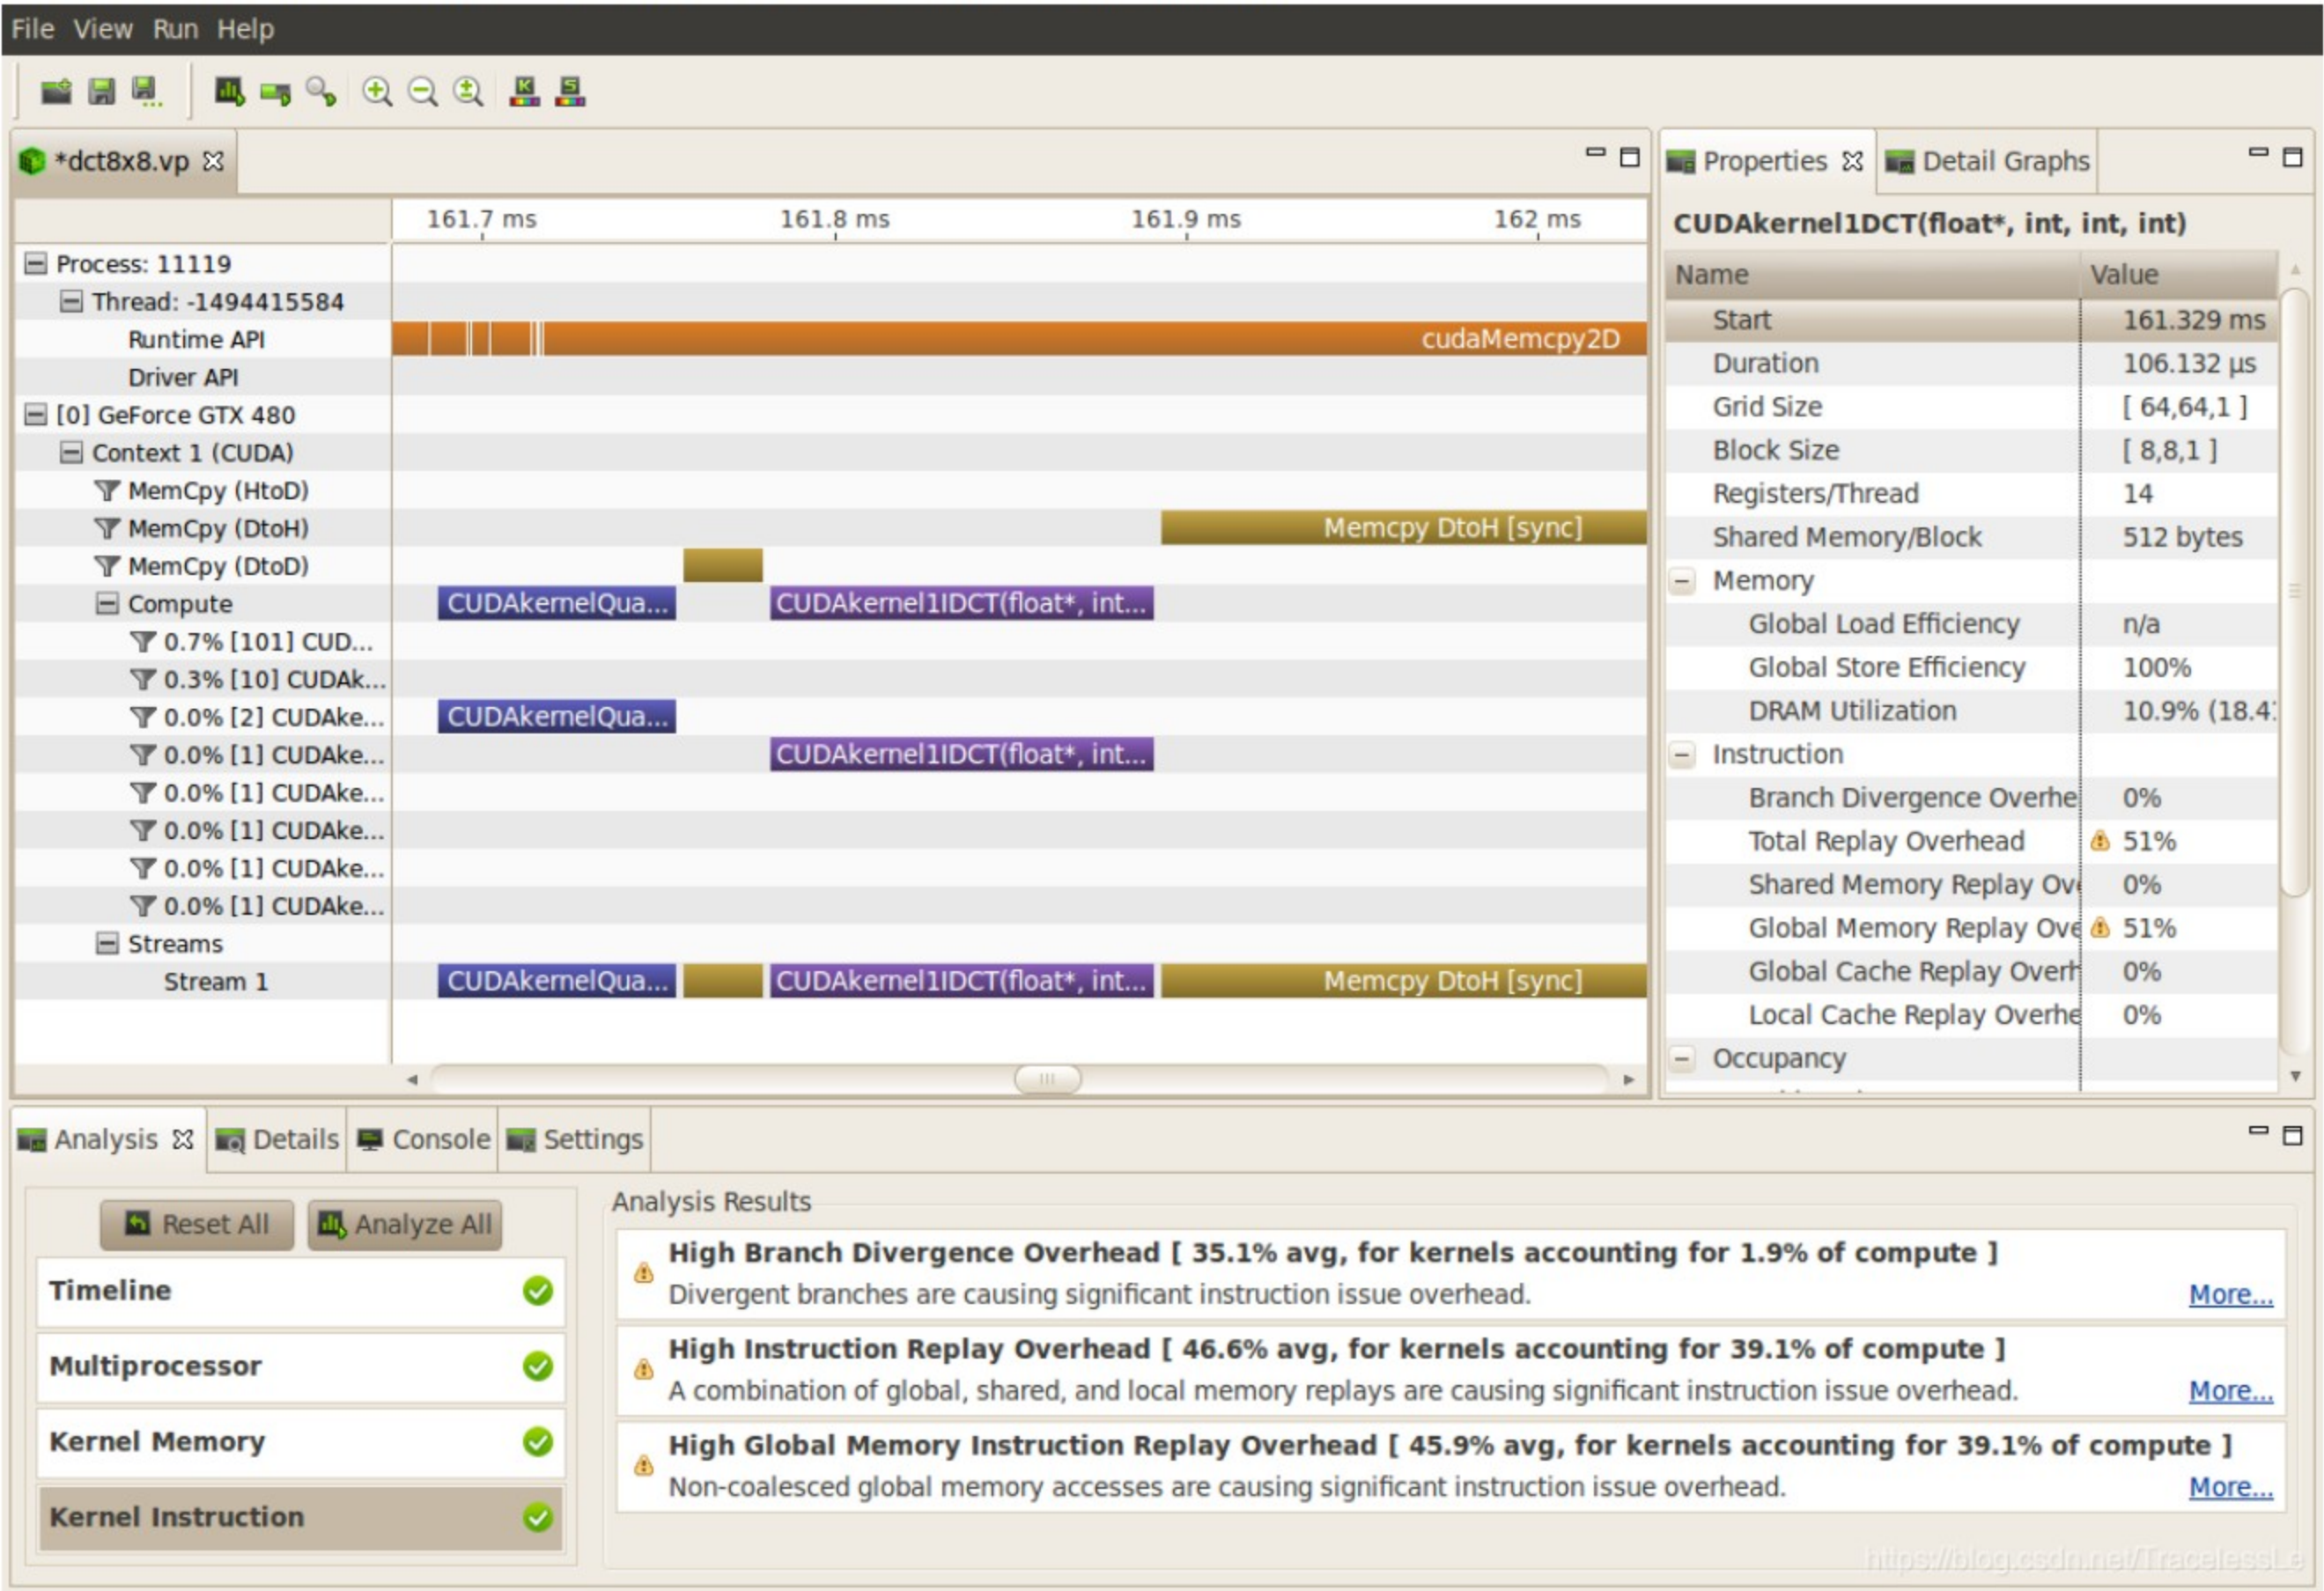 File View Run Help
*dct8x8.vp
161.7 ms 161.8 ms 161.9 ms 162 ms
Process: 11119
Thread: -1494415584
Runtime API cudaMemcpy2D
Driver API
[0] GeForce GTX 480
Context 1 (CUDA)
MemCpy (HtoD)
MemCpy (DtoH) Memcpy DtoH [sync]
MemCpy (DtoD)
Compute CUDAkernelQua... CUDAkernel1IDCT(float*, int...
0.7% [101] CUD...
0.3% [10] CUDAk...
0.0% [2] CUDAke... CUDAkernelQua...
0.0% [1] CUDAke... CUDAkernel1IDCT(float*, int...
0.0% [1] CUDAke...
0.0% [1] CUDAke...
0.0% [1] CUDAke...
0.0% [1] CUDAke...
Streams
Stream 1 CUDAkernelQua... CUDAkernel1IDCT(float*, int... Memcpy DtoH [sync]
Properties Detail Graphs
CUDAkernel1DCT(float*, int, int, int)
Name Value
Start 161.329 ms
Duration 106.132 µs
Grid Size [ 64,64,1 ]
Block Size [ 8,8,1 ]
Registers/Thread 14
Shared Memory/Block 512 bytes
Memory
Global Load Efficiency n/a
Global Store Efficiency 100%
DRAM Utilization 10.9% (18.4
Instruction
Branch Divergence Overhe 0%
Total Replay Overhead 51%
Shared Memory Replay Ov 0%
Global Memory Replay Ove 51%
Global Cache Replay Overh 0%
Local Cache Replay Overhe 0%
Occupancy
Analysis Details Console Settings
Reset All Analyze All
Timeline
Multiprocessor
Kernel Memory
Kernel Instruction
Analysis Results
High Branch Divergence Overhead [ 35.1% avg, for kernels accounting for 1.9% of compute ]
Divergent branches are causing significant instruction issue overhead. More...
High Instruction Replay Overhead [ 46.6% avg, for kernels accounting for 39.1% of compute ]
A combination of global, shared, and local memory replays are causing significant instruction issue overhead. More...
High Global Memory Instruction Replay Overhead [ 45.9% avg, for kernels accounting for 39.1% of compute ]
Non-coalesced global memory accesses are causing significant instruction issue overhead. More...
https://blog.csdn.net/TracelessLe